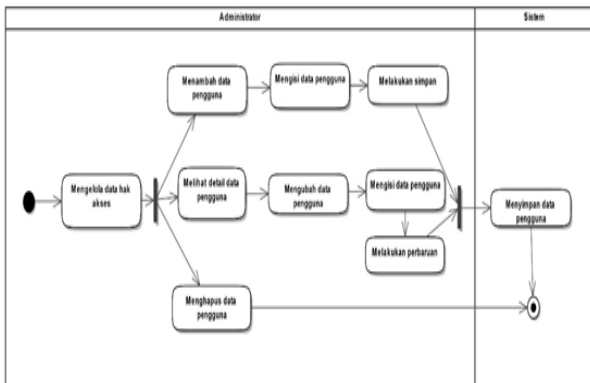 Administrator
Sistem
Menambah data
pengguna
Mengisi data pengguna
Melakukan simpan
Mengelola data hak
akses
Melihat detail data
pengguna
Mengubah data
pengguna
Mengisi data pengguna
Menyimpan data
pengguna
Melakukan perbaruan
Menghapus data
pengguna